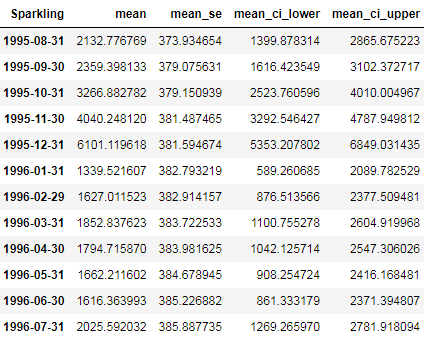 Sparkling mean mean_se mean_ci_lower mean_ci_upper
1995-08-31 2132.776769 373.934654 1399.878314 2865.675223
1995-09-30 2359.398133 379.075631 1616.423549 3102.372717
1995-10-31 3266.882782 379.150939 2523.760596 4010.004967
1995-11-30 4040.248120 381.487465 3292.546427 4787.949812
1995-12-31 6101.119618 381.594674 5353.207802 6849.031435
1996-01-31 1339.521607 382.793219 589.260685 2089.782529
1996-02-29 1627.011523 382.914157 876.513566 2377.509481
1996-03-31 1852.837623 383.722533 1100.755278 2604.919968
1996-04-30 1794.715870 383.981625 1042.125714 2547.306026
1996-05-31 1662.211602 384.678945 908.254724 2416.168481
1996-06-30 1616.363993 385.226882 861.333179 2371.394807
1996-07-31 2025.592032 385.887735 1269.265970 2781.918094